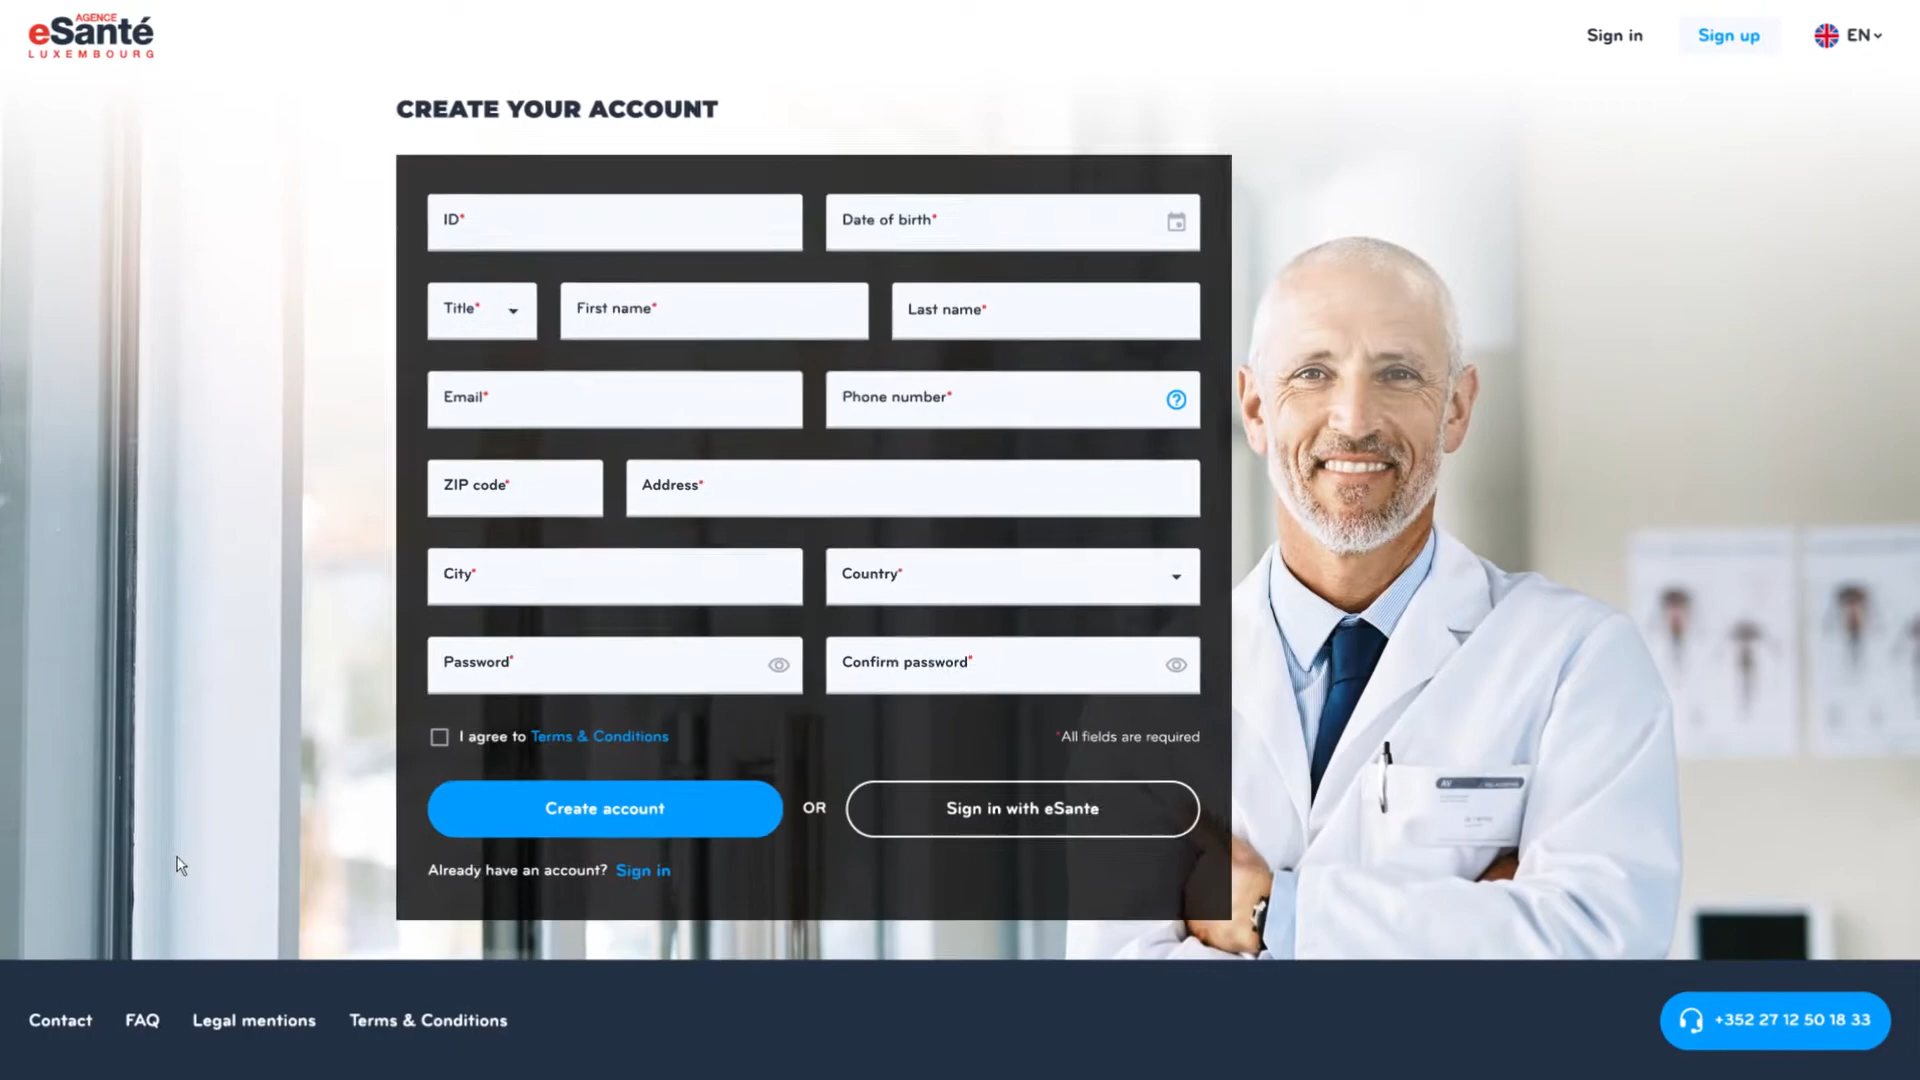 AGENCE
eSanté
LUXEMBOURG
Sign in
Sign up
EN
CREATE YOUR ACCOUNT
ID*
Date of birth*
Title*
First name*
Last name*
Email*
Phone number*
ZIP code*
Address*
City*
Country*
Password*
Confirm password*
I agree to Terms & Conditions
*All fields are required
Create account
OR
Sign in with eSante
Already have an account? Sign in
Contact
FAQ
Legal mentions
Terms & Conditions
+352 27 12 50 18 33